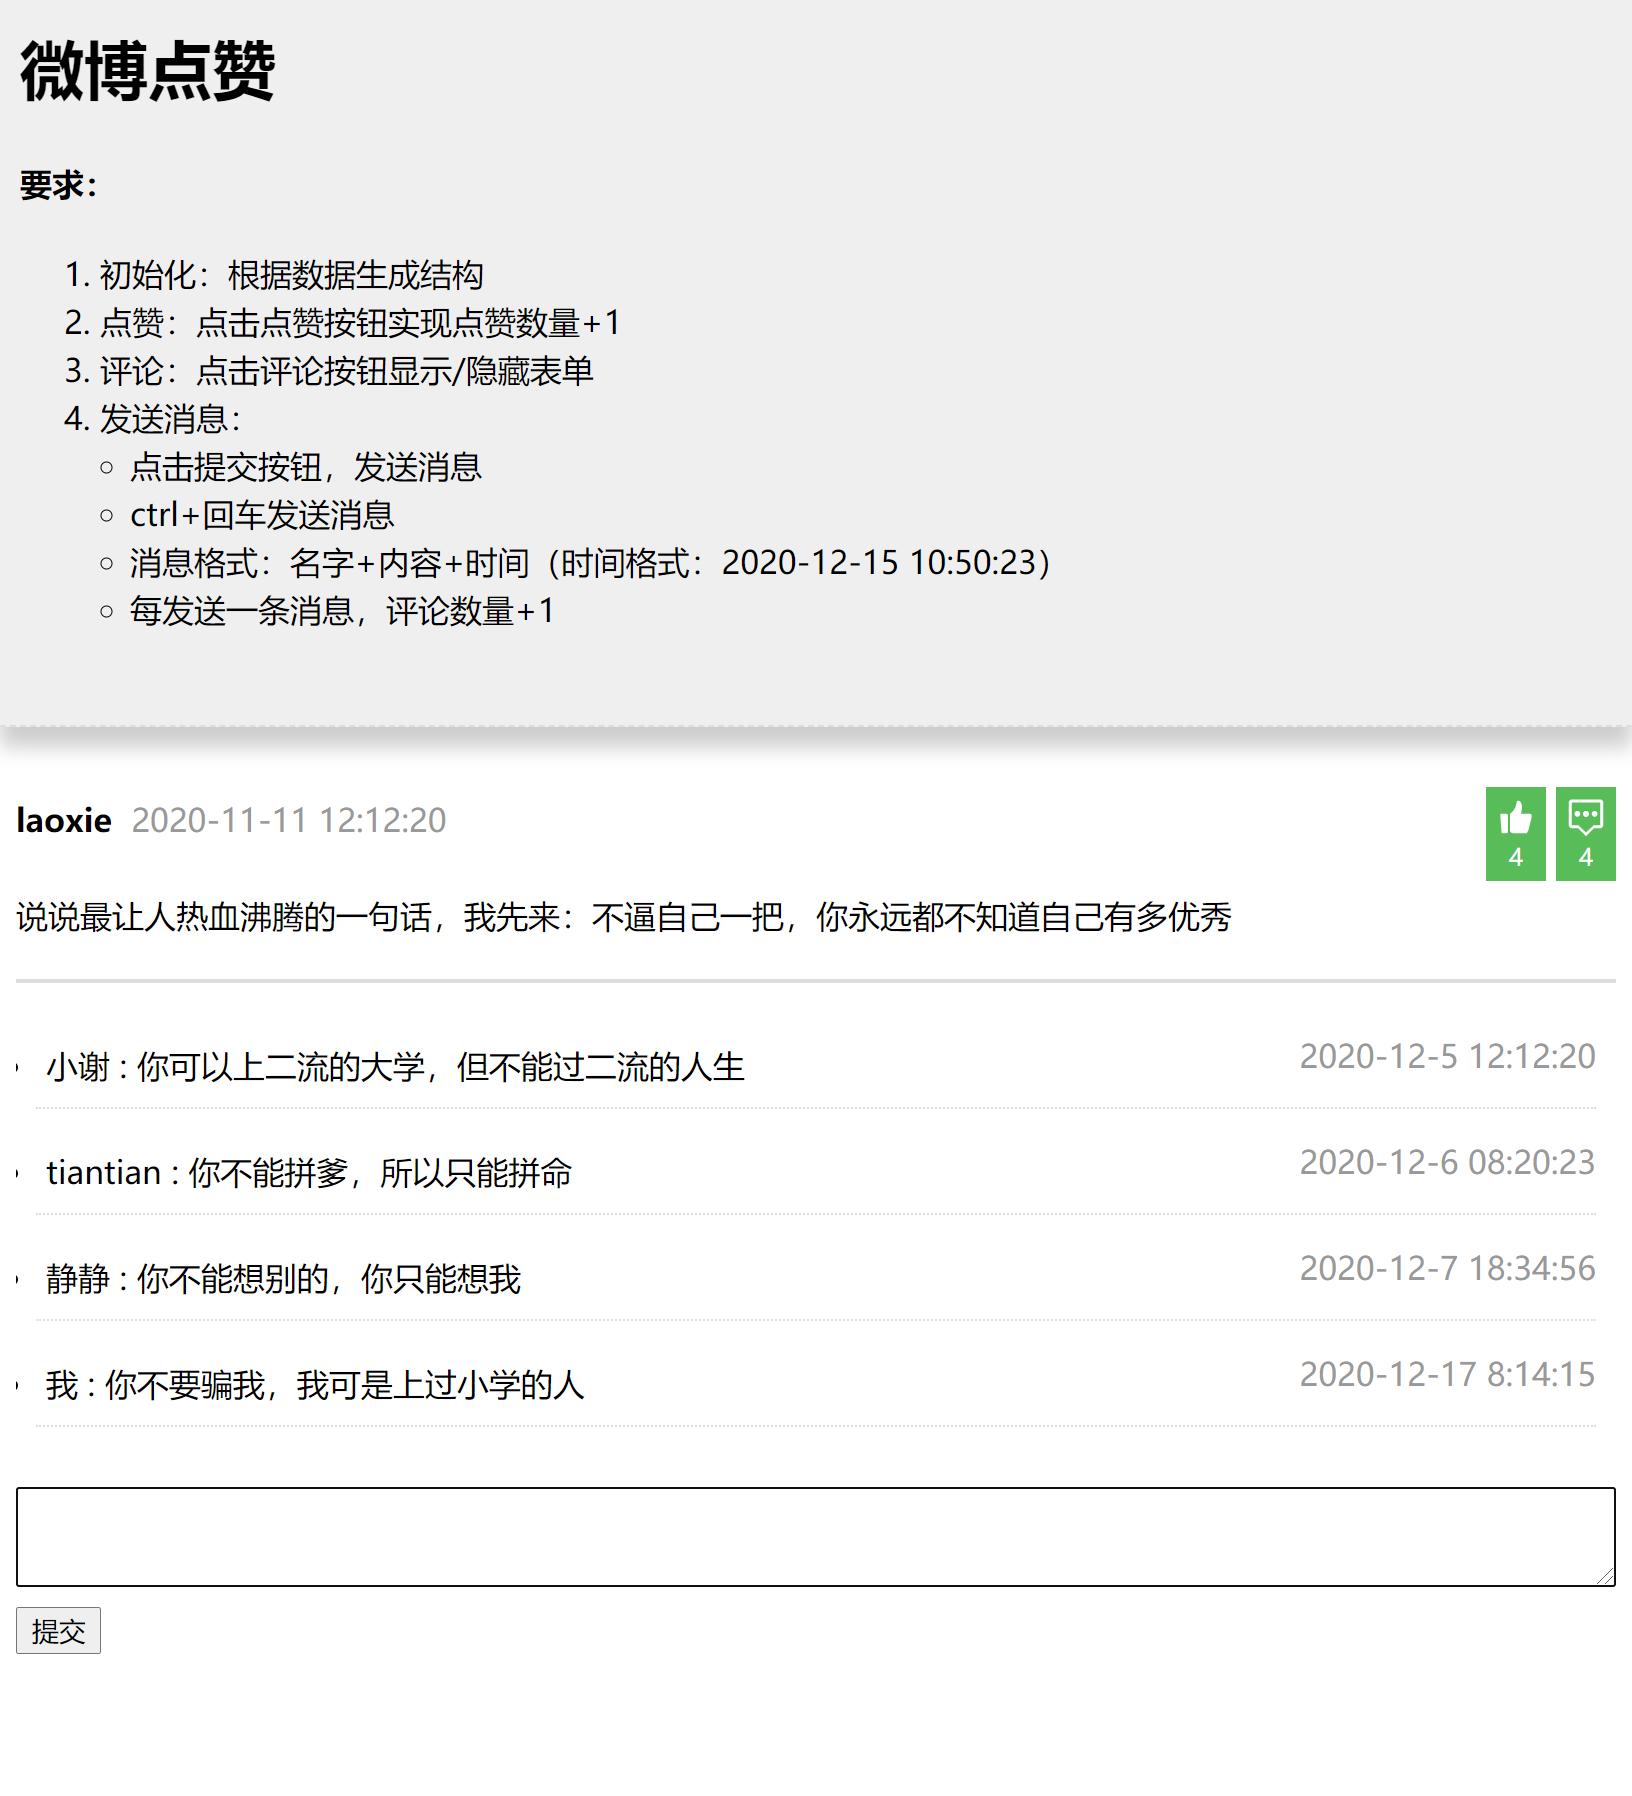 微博点赞
要求：
1. 初始化：根据数据生成结构
2. 点赞：点击点赞按钮实现点赞数量+1
3. 评论：点击评论按钮显示/隐藏表单
4. 发送消息：
点击提交按钮，发送消息
ctrl+回车发送消息
消息格式：名字+内容+时间（时间格式：2020-12-15 10:50:23）
每发送一条消息，评论数量+1
laoxie 2020-11-11 12:12:20
4 4
说说最让人热血沸腾的一句话，我先来：不逼自己一把，你永远都不知道自己有多优秀
小谢 : 你可以上二流的大学，但不能过二流的人生 2020-12-5 12:12:20
tiantian : 你不能拼爹，所以只能拼命 2020-12-6 08:20:23
静静 : 你不能想别的，你只能想我 2020-12-7 18:34:56
我 : 你不要骗我，我可是上过小学的人 2020-12-17 8:14:15
提交